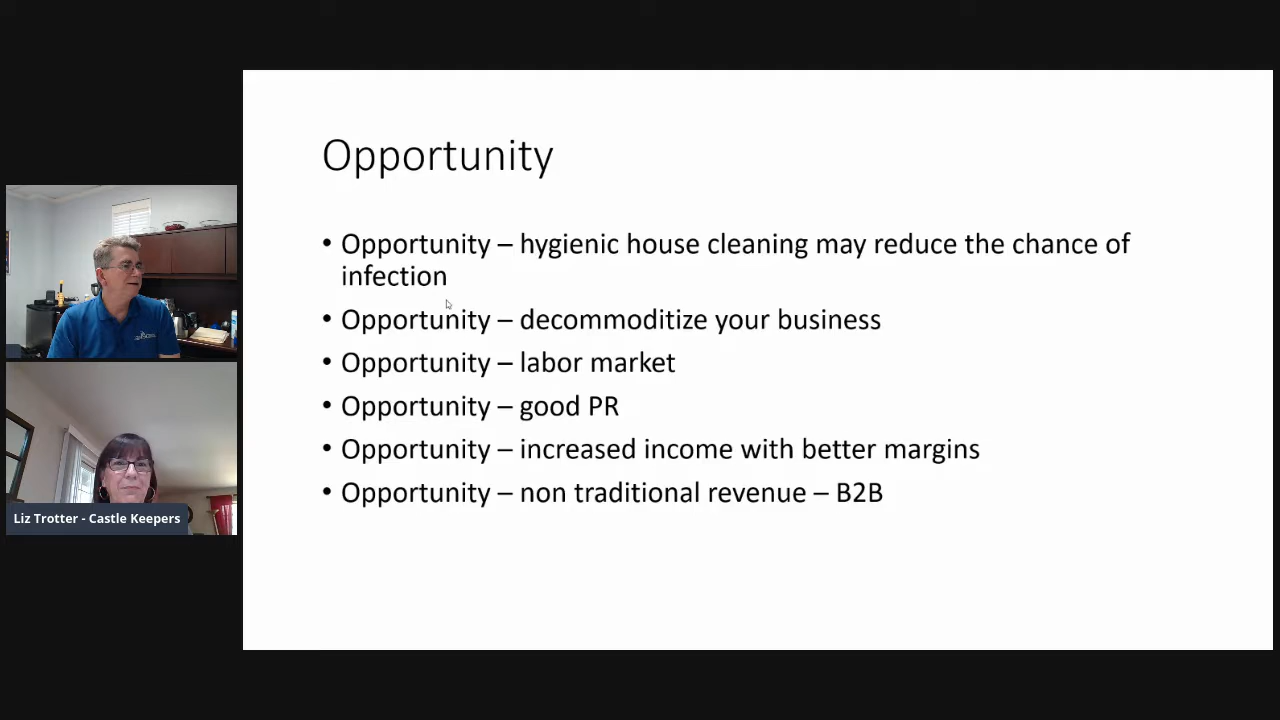 Opportunity
• Opportunity – hygienic house cleaning may reduce the chance of
infection
• Opportunity – decommoditize your business
• Opportunity – labor market
• Opportunity – good PR
• Opportunity – increased income with better margins
• Opportunity – non traditional revenue – B2B
Liz Trotter - Castle Keepers